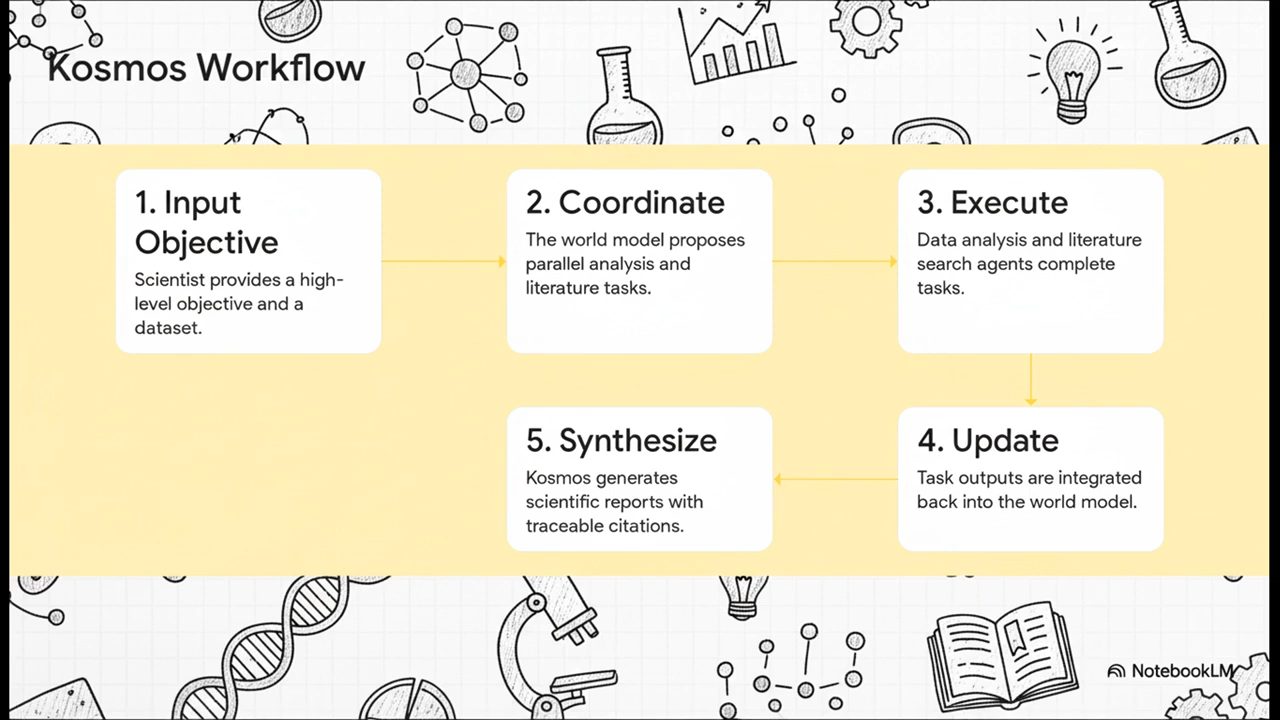 Kosmos Workflow
1. Input
Objective
Scientist provides a high-
level objective and a
dataset.
2. Coordinate
The world model proposes
parallel analysis and
literature tasks.
3. Execute
Data analysis and literature
search agents complete
tasks.
4. Update
Task outputs are integrated
back into the world model.
5. Synthesize
Kosmos generates
scientific reports with
traceable citations.
NotebookLM